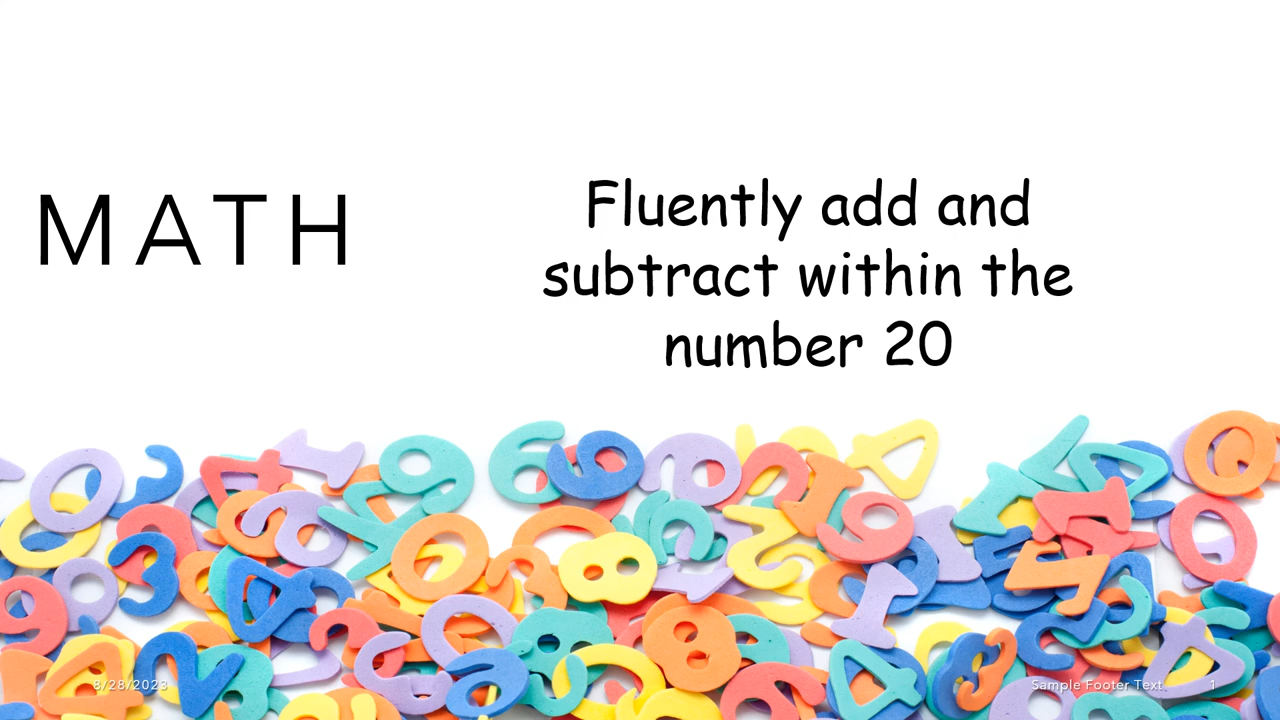 MATH
Fluently add and
subtract within the
number 20
8/28/2023
Sample Footer Text
1